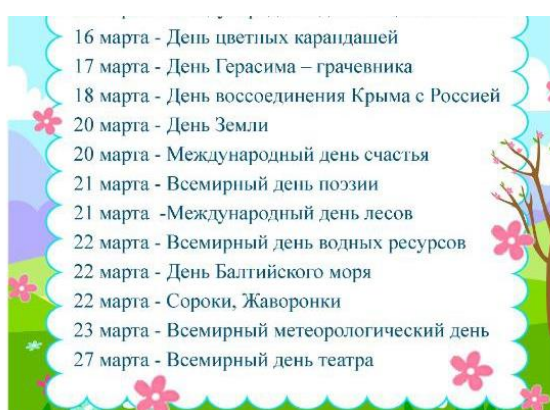 16 марта - День цветных карандашей
17 марта - День Герасима – грачевника
18 марта - День воссоединения Крыма с Россией
20 марта - День Земли
20 марта - Международный день счастья
21 марта - Всемирный день поэзии
21 марта -Международный день лесов
22 марта - Всемирный день водных ресурсов
22 марта - День Балтийского моря
22 марта - Сороки, Жаворонки
23 марта - Всемирный метеорологический день
27 марта - Всемирный день театра